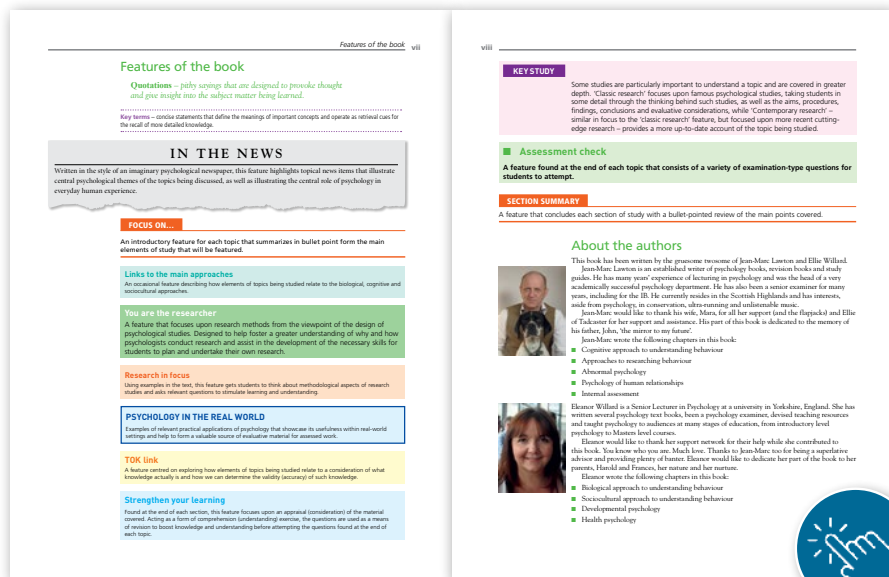 Features of the book vii
Features of the book
Quotations – pithy sayings that are designed to provoke thought
and give insight into the subject matter being learned.
Key terms – concise statements that define the meanings of important concepts and operate as retrieval cues for
the recall of more detailed knowledge.
IN THE NEWS
Written in the style of an imaginary psychological newspaper, this feature highlights topical news items that illustrate
central psychological themes of the topics being discussed, as well as illustrating the central role of psychology in
everyday human experience.
FOCUS ON...
An introductory feature for each topic that summarizes in bullet point form the main
elements of study that will be featured.
Links to the main approaches
An occasional feature describing how elements of topics being studied relate to the biological, cognitive and
sociocultural approaches.
You are the researcher
A feature that focuses upon research methods from the viewpoint of the design of
psychological studies. Designed to help foster a greater understanding of why and how
psychologists conduct research and assist in the development of the necessary skills for
students to plan and undertake their own research.
Research in focus
Using examples in the text, this feature gets students to think about methodological aspects of research
studies and asks relevant questions to stimulate learning and understanding.
PSYCHOLOGY IN THE REAL WORLD
Examples of relevant practical applications of psychology that showcase its usefulness within real-world
settings and help to form a valuable source of evaluative material for assessed work.
TOK link
A feature centred on exploring how elements of topics being studied relate to a consideration of what
knowledge actually is and how we can determine the validity (accuracy) of such knowledge.
Strengthen your learning
Found at the end of each section, this feature focuses upon an appraisal (consideration) of the material
covered. Acting as a form of comprehension (understanding) exercise, the questions are used as a means
of revision to boost knowledge and understanding before attempting the questions found at the end of
each topic.
viii
KEY STUDY
Some studies are particularly important to understand a topic and are covered in greater
depth. 'Classic research' focuses upon famous psychological studies, taking students in
some detail through the thinking behind such studies, as well as the aims, procedures,
findings, conclusions and evaluative considerations, while 'Contemporary research' –
similar in focus to the 'classic research' feature, but focused upon more recent cutting-
edge research – provides a more up-to-date account of the topic being studied.
■ Assessment check
A feature found at the end of each topic that consists of a variety of examination-type questions for
students to attempt.
SECTION SUMMARY
A feature that concludes each section of study with a bullet-pointed review of the main points covered.
About the authors
This book has been written by the gruesome twosome of Jean-Marc Lawton and Ellie Willard.
Jean-Marc Lawton is an established writer of psychology books, revision books and study
guides. He has many years' experience of lecturing in psychology and was the head of a very
academically successful psychology department. He has also been a senior examiner for many
years, including for the IB. He currently resides in the Scottish Highlands and has interests,
aside from psychology, in conservation, ultra-running and unlistenable music.
Jean-Marc would like to thank his wife, Mara, for all her support (and the flapjacks) and Ellie
of Tadcaster for her support and assistance. His part of this book is dedicated to the memory of
his father, John, 'the mirror to my future'.
Jean-Marc wrote the following chapters in this book:
■ Cognitive approach to understanding behaviour
■ Approaches to researching behaviour
■ Abnormal psychology
■ Psychology of human relationships
■ Internal assessment
Eleanor Willard is a Senior Lecturer in Psychology at a university in Yorkshire, England. She has
written several psychology text books, been a psychology examiner, devised teaching resources
and taught psychology to audiences at many stages of education, from introductory level
psychology to Masters level courses.
Eleanor would like to thank her support network for their help while she contributed to
this book. You know who you are. Much love. Thanks to Jean-Marc too for being a superlative
advisor and providing plenty of banter. Eleanor would like to dedicate her part of the book to her
parents, Harold and Frances, her nature and her nurture.
Eleanor wrote the following chapters in this book:
■ Biological approach to understanding behaviour
■ Sociocultural approach to understanding behaviour
■ Developmental psychology
■ Health psychology